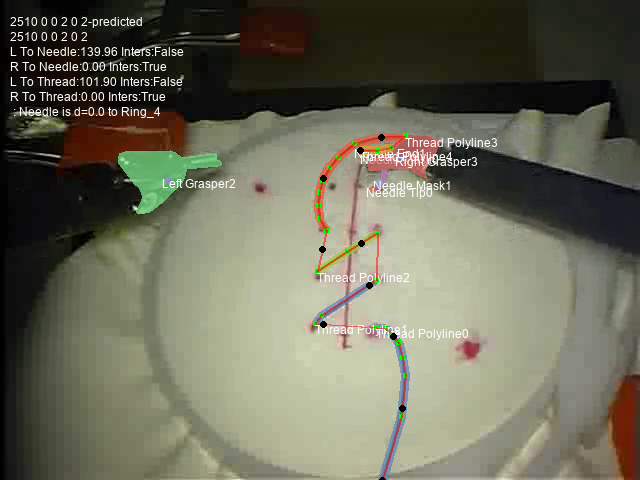 2510 0 0 2 0 2-predicted
2510 0 0 2 0 2
L To Needle:139.96 Inters:False
R To Needle:0.00 Inters:True
L To Thread:101.90 Inters:False
R To Thread:0.00 Inters:True
: Needle is d=0.0 to Ring_4
Thread Polyline3
Right Grasper3
Left Grasper2
Needle Mask1
Needle Tip0
Thread Polyline2
Thread Polyline1
Thread Polyline0